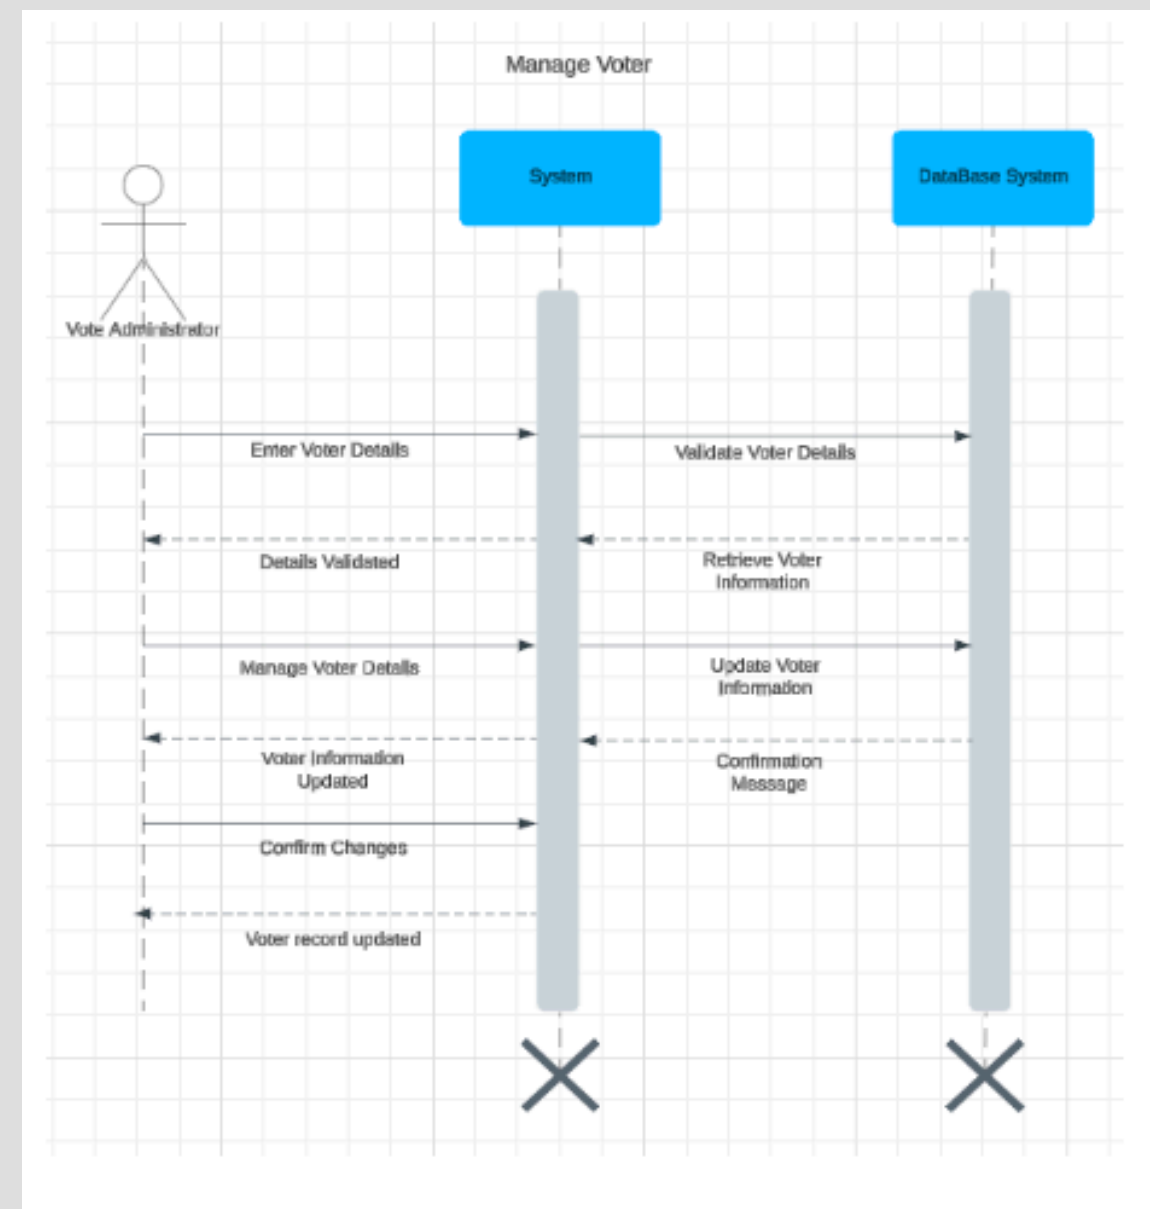 Manage Voter
System
DataBase System
Vote Administrator
Enter Voter Details
Validate Voter Details
Details Validated
Retrieve Voter
Information
Manage Voter Details
Update Voter
Information
Voter Information
Updated
Confirmation
Message
Confirm Changes
Voter record updated